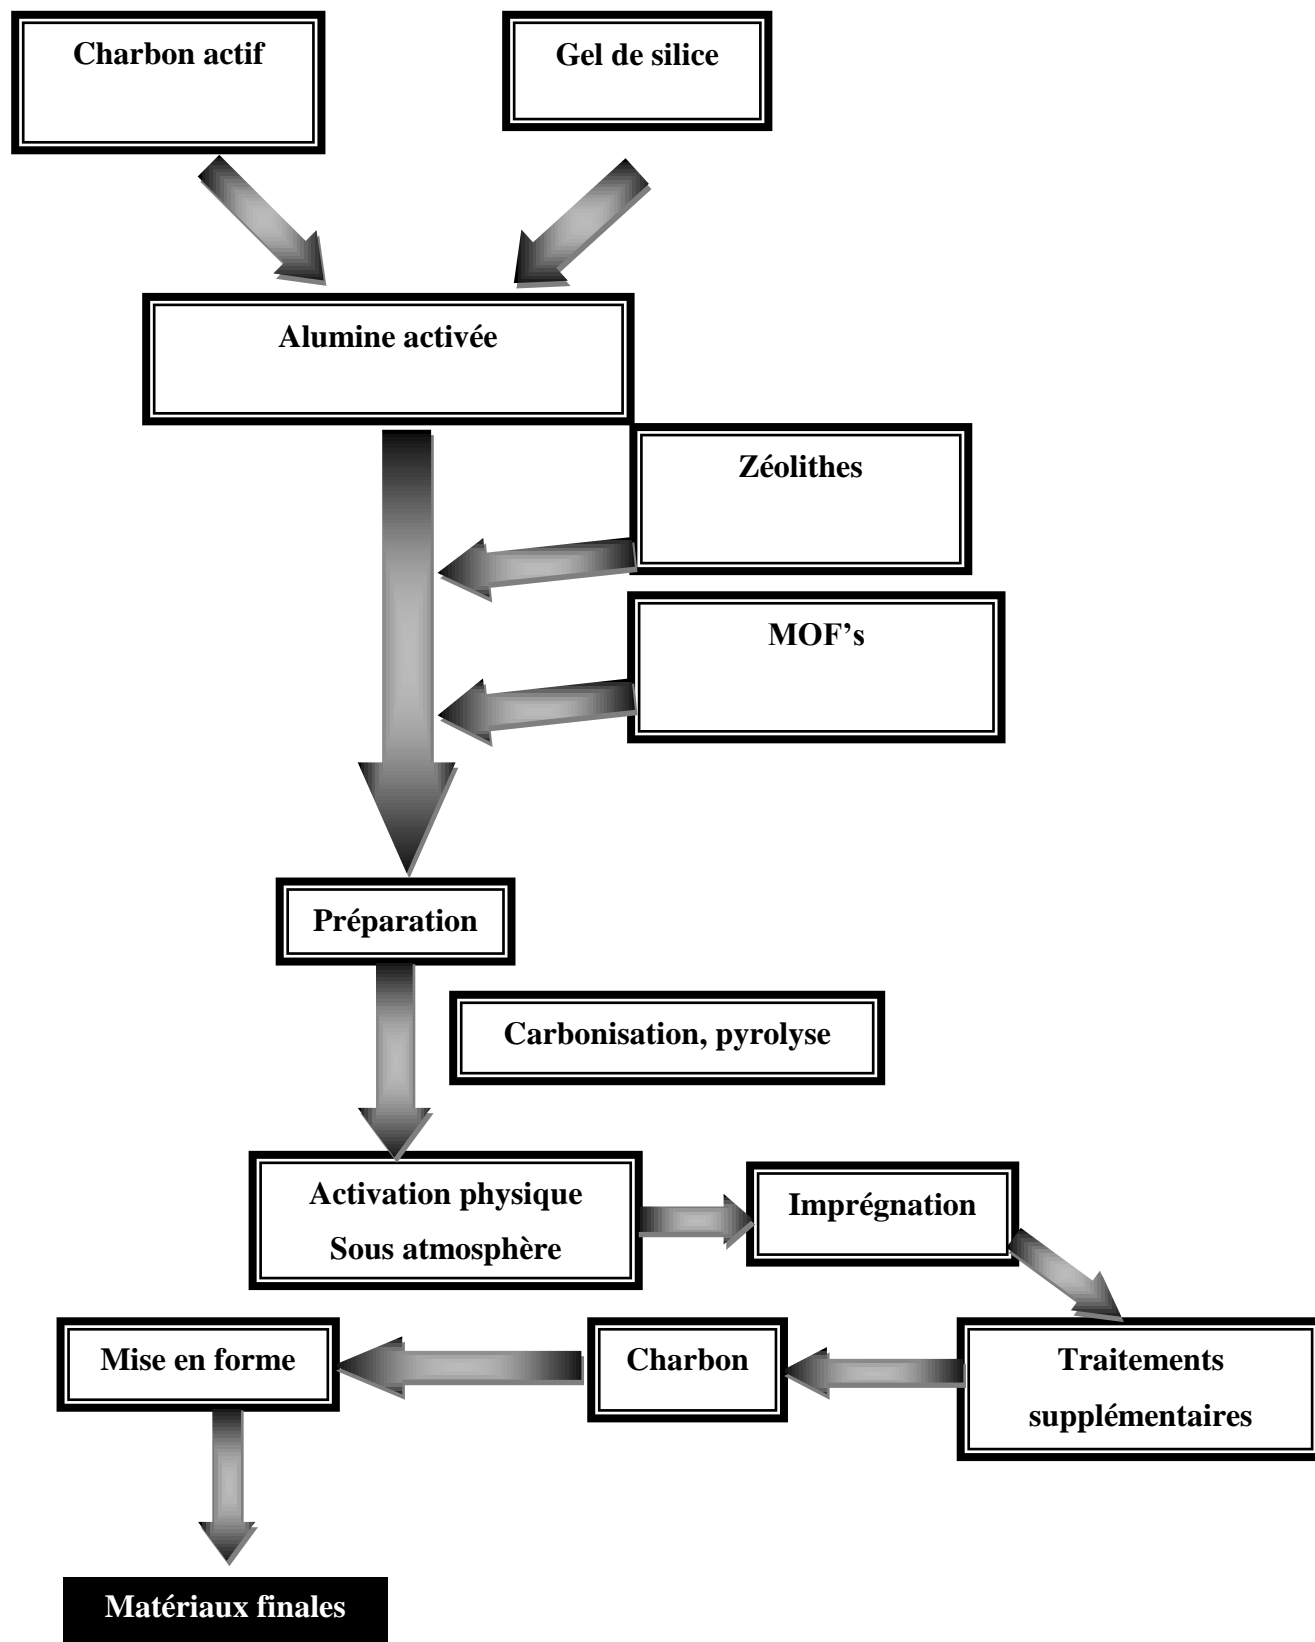 Charbon actif
Gel de silice
Alumine activée
Zéolithes
MOF’s
Préparation
Carbonisation, pyrolyse
Activation physique
Sous atmosphère
Imprégnation
Mise en forme
Charbon
Traitements
supplémentaires
Matériaux finales